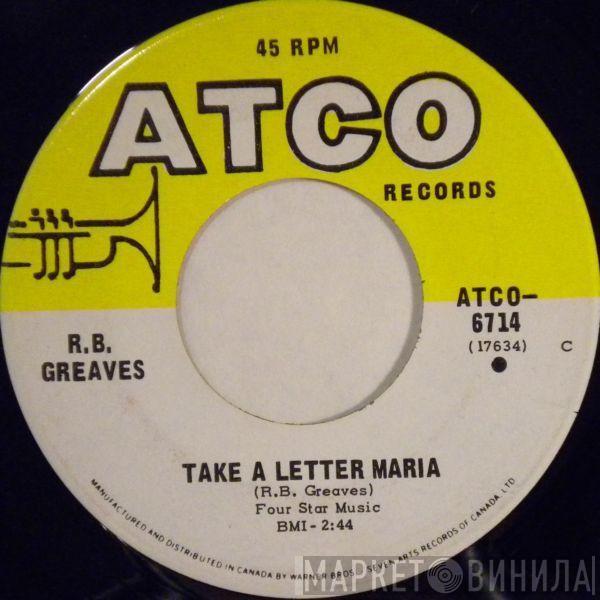 45 RPM
ATCO
RECORDS
ATCO-
6714
(17634) C
R.B.
GREAVES
TAKE A LETTER MARIA
(R.B. Greaves)
Four Star Music
BMI - 2:44
MANUFACTURED AND DISTRIBUTED IN CANADA BY WARNER BROS. SEVEN ARTS RECORDS OF CANADA, LTD
МАРКЕТ ВИНИЛА